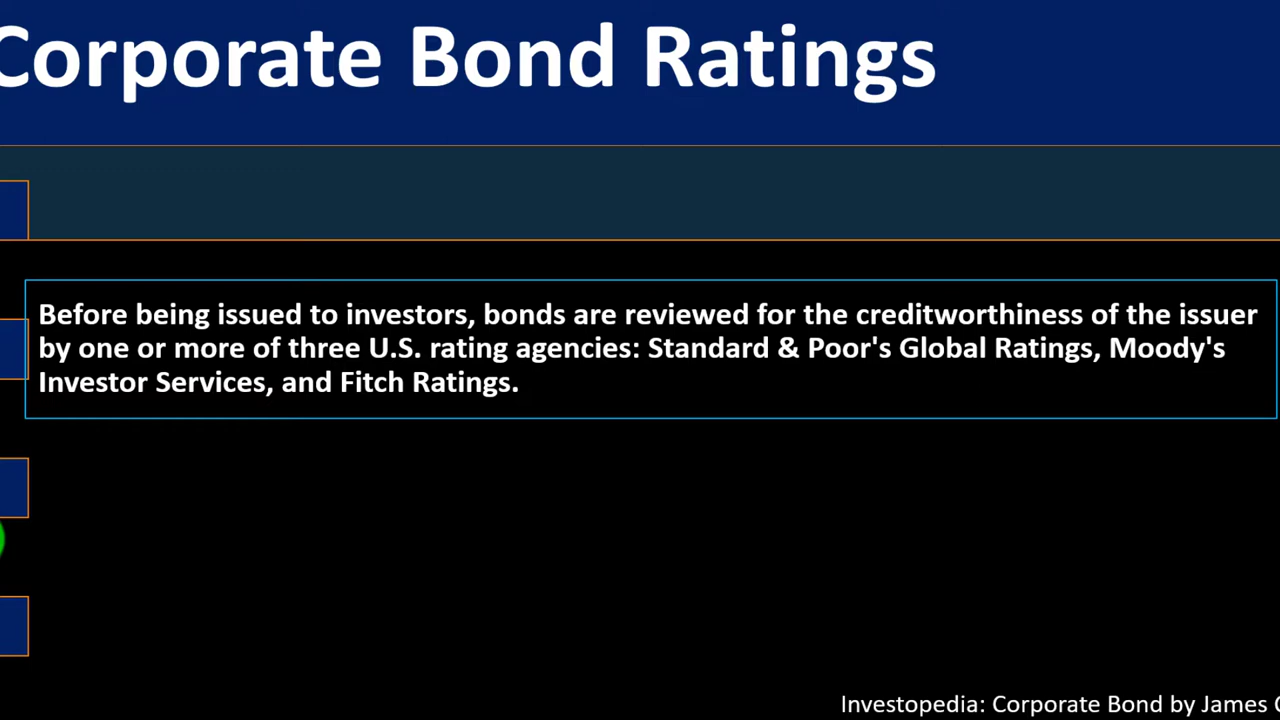 Corporate Bond Ratings
Before being issued to investors, bonds are reviewed for the creditworthiness of the issuer
by one or more of three U.S. rating agencies: Standard & Poor's Global Ratings, Moody's
Investor Services, and Fitch Ratings.
Investopedia: Corporate Bond by James